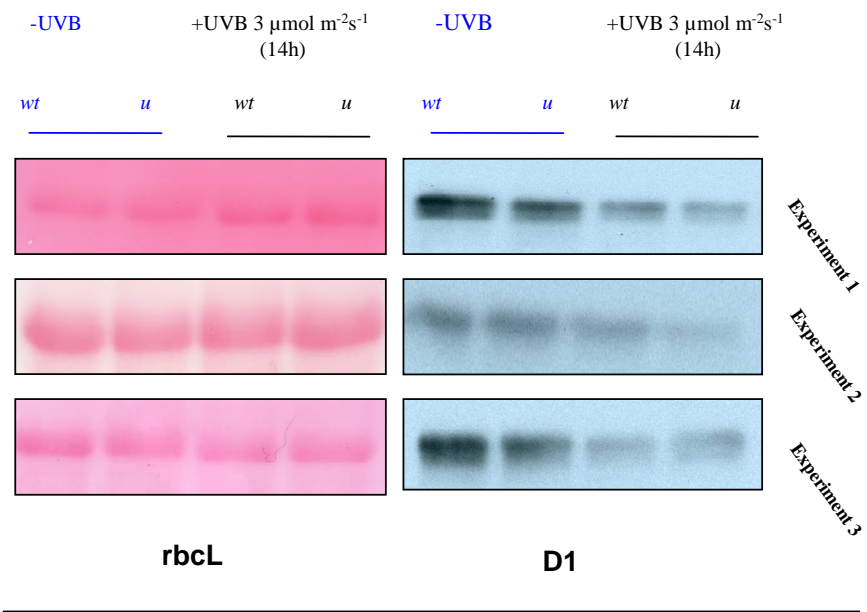 -UVB +UVB 3 µmol m⁻²s⁻¹ -UVB +UVB 3 µmol m⁻²s⁻¹
(14h) (14h)
wt u wt u wt u wt u
Experiment 1
Experiment 2
Experiment 3
rbcL D1